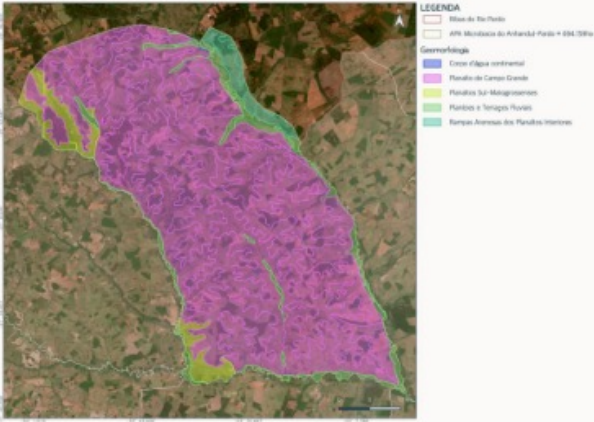 LEGENDA
Ribas do Rio Pardo
APA Microbacia do Anhanduí-Pardo
Geomorfologia
Corpo d'água continental
Planalto de Campo Grande
Planaltos Sul-Matogrossenses
Planícies e Terraços Fluviais
Rampas Arenosas dos Planaltos Interiores
A